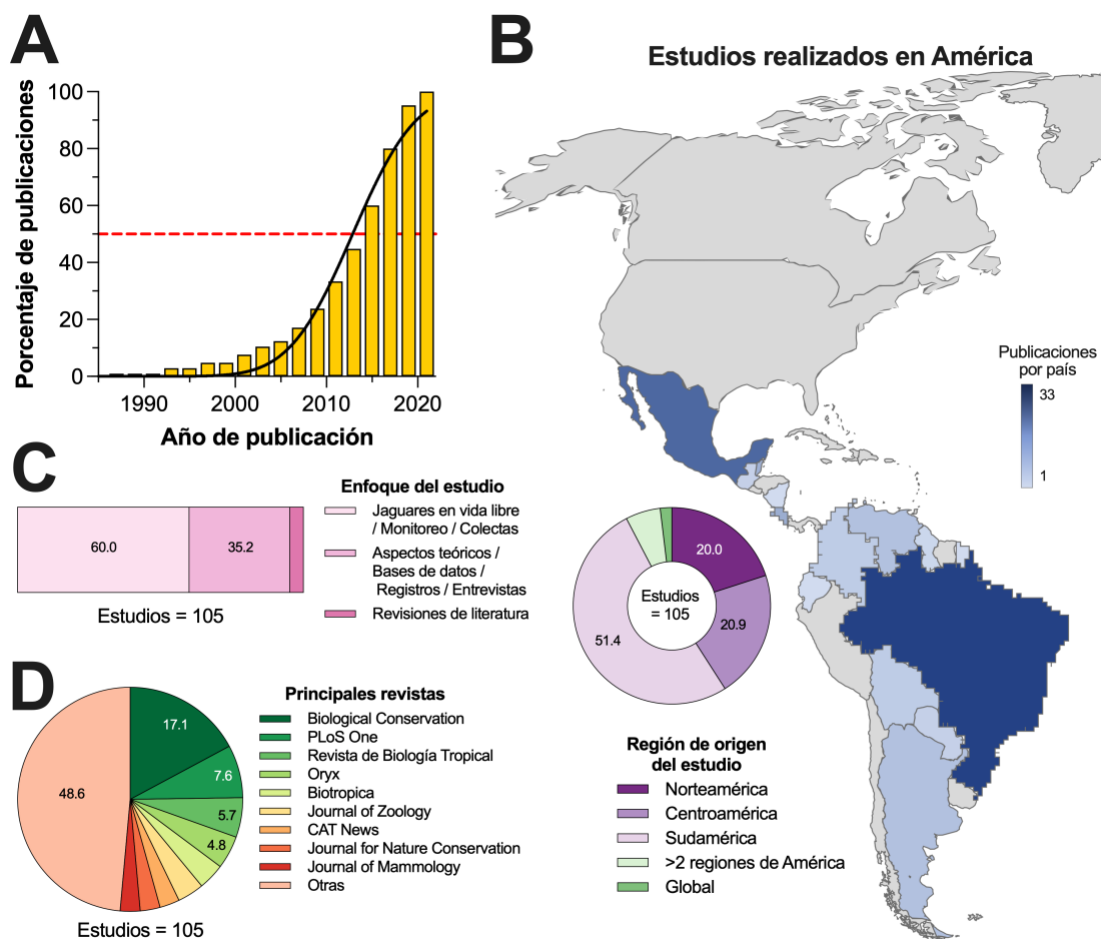 A
Porcentaje de publicaciones
100
80
60
40
20
0
1990
2000
2010
2020
Año de publicación
B
Estudios realizados en América
Publicaciones
por país
33
1
20.0
20.9
51.4
Estudios
= 105
Región de origen
del estudio
Norteamérica
Centroamérica
Sudamérica
>2 regiones de América
Global
C
60.0
35.2
Estudios = 105
Enfoque del estudio
Jaguares en vida libre
/ Monitoreo / Colectas
Aspectos teóricos /
Bases de datos /
Registros / Entrevistas
Revisiones de literatura
D
17.1
7.6
5.7
4.8
48.6
Estudios = 105
Principales revistas
Biological Conservation
PLoS One
Revista de Biología Tropical
Oryx
Biotropica
Journal of Zoology
CAT News
Journal for Nature Conservation
Journal of Mammology
Otras